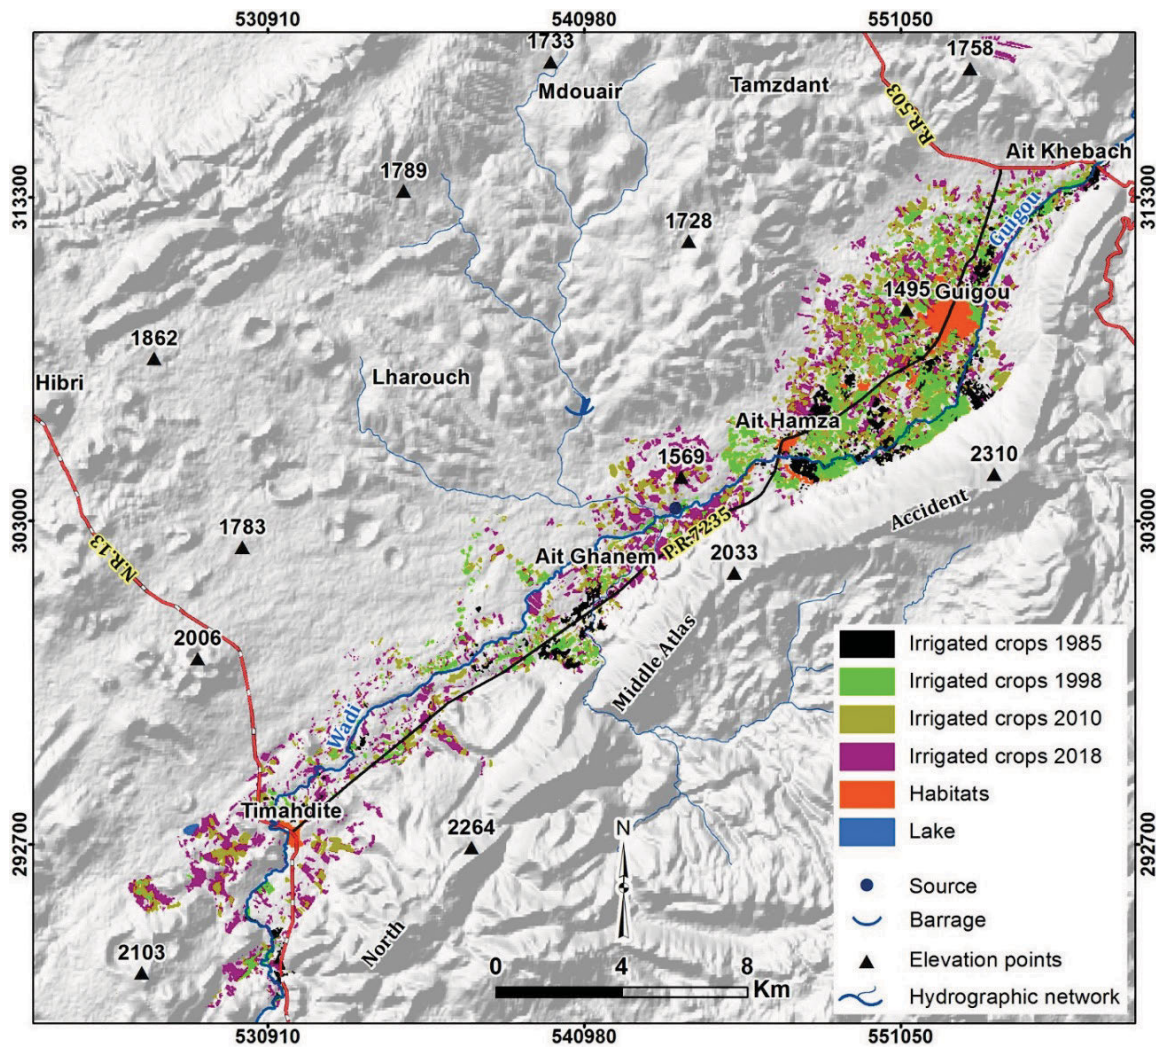 530910
540980
551050
1733
1758
Mdouair
Tamzdant
R.R.503
Ait Khebach
313300
313300
1789
1728
Guigou
1495
Guigou
1862
Hibri
Lharouch
Ait Hamza
1569
2310
303000
303000
Accident
1783
N.R.13
P.R.7235
Ait Ghanem
2033
2006
Middle Atlas
Wadi
Timahdite
2264
292700
292700
2103
North
N
0 4 8
Km
Irrigated crops 1985
Irrigated crops 1998
Irrigated crops 2010
Irrigated crops 2018
Habitats
Lake
Source
Barrage
Elevation points
Hydrographic network
530910
540980
551050